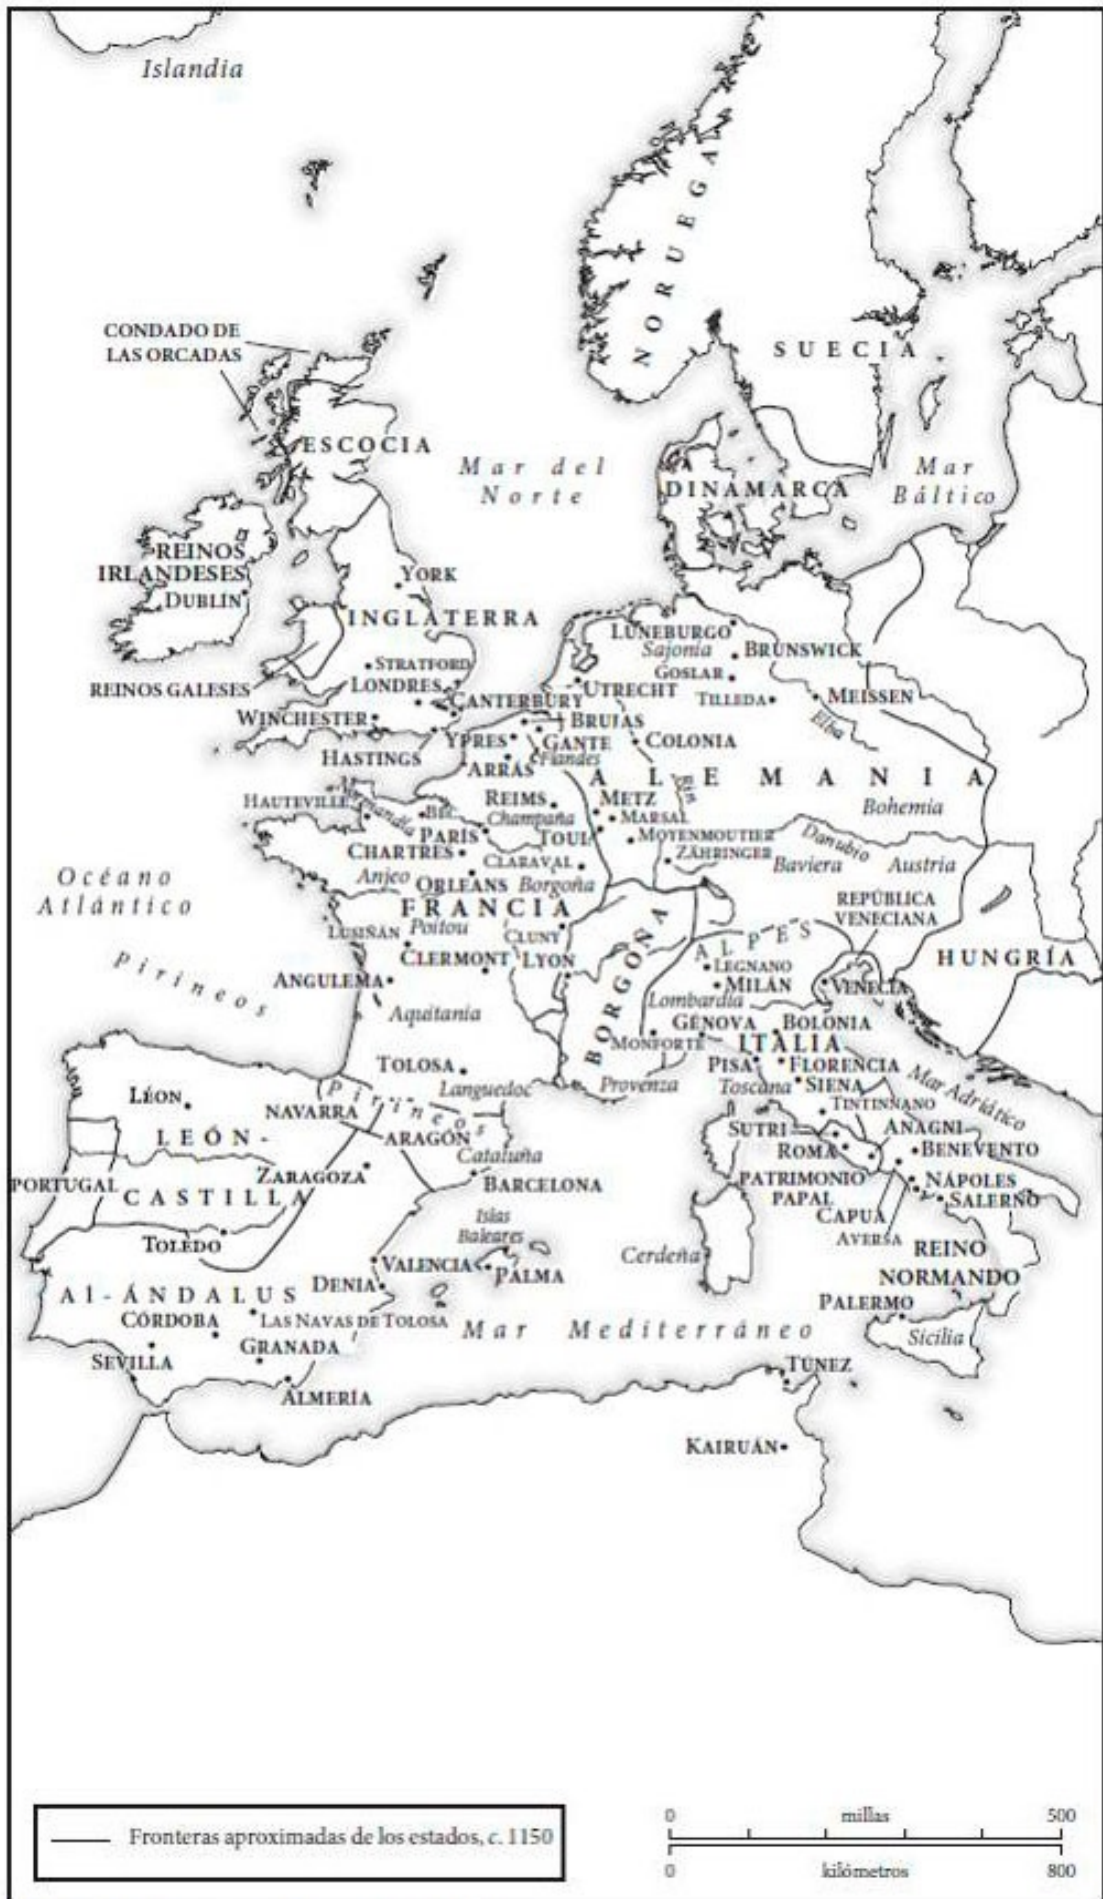 Islandia
NORUEGA
CONDADO DE
LAS ORCADAS
SUECIA
ESCOCIA
Mar del
Norte
Mar
Báltico
DINAMARCA
REINOS
IRLANDESES
DUBLÍN
YORK
INGLATERRA
LÜNEBURGO
Sajonia
BRUNSWICK
STRATFORD
GOSLAR
REINOS GALESES
LONDRES
UTRECHT
TILLEDA
MEISSEN
CANTERBURY
WINCHESTER
BRUJAS
Elba
HASTINGS
YPRES
GANTE
COLONIA
Flandes
ARRÁS
ALEMANIA
Rin
HAUTEVILLE
Normandía
BEC
REIMS
METZ
Bohemia
Champaña
MARSAL
PARÍS
TOUL
MOYENMOUTIER
Danubio
CHARTRES
CLARAVAL
ZÄHRINGER
Baviera
Austria
Océano
Atlántico
Anjeo
ORLEANS
Borgoña
REPÚBLICA
VENECIANA
FRANCIA
LUSIÑÁN
Poitou
CLUNY
BORGOÑA
ALPES
Pirineos
CLERMONT
LYON
LEGNANO
HUNGRÍA
ANGULEMA
MILÁN
VENECIA
Lombardía
Aquitania
GÉNOVA
BOLONIA
MONFORTE
ITALIA
TOLOSA
PISA
FLORENCIA
Languedoc
Provenza
Toscana
SIENA
Mar Adriático
LÉON
Pirineos
NAVARRA
TINTINNANO
LEÓN-
ARAGÓN
SUTRI
ANAGNI
Cataluña
ROMA
BENEVENTO
PORTUGAL
CASTILLA
ZARAGOZA
BARCELONA
PATRIMONIO
PAPAL
NÁPOLES
SALERNO
Islas
Baleares
CAPUA
AVERSA
TOLEDO
Cerdeña
REINO
NORMANDO
VALENCIA
PALMA
DENIA
Al-ÁNDALUS
PALERMO
CÓRDOBA
LAS NAVAS DE TOLOSA
Mar Mediterráneo
Sicilia
GRANADA
SEVILLA
TÚNEZ
ALMERÍA
KAIRUÁN
Fronteras aproximadas de los estados, c. 1150
0 millas 500
0 kilómetros 800